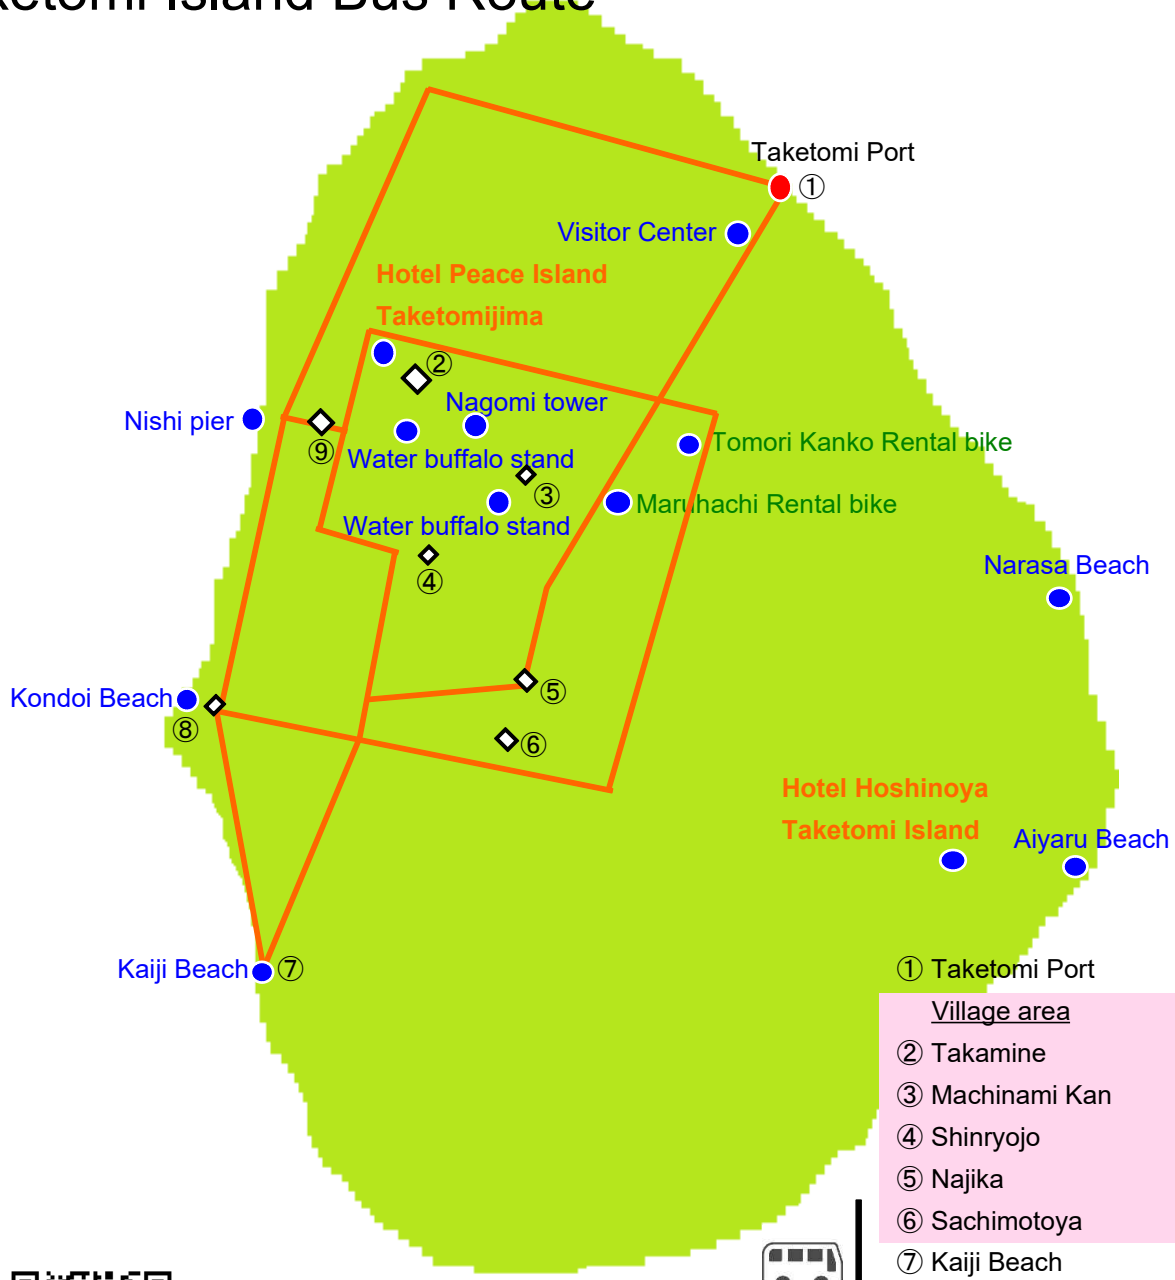 Island Bus Route
Taketomi Port
①
Visitor Center
Hotel Peace Island
Taketomijima
②
Nagomi tower
Nishi pier
Tomori Kanko Rental bike
⑨
Water buffalo stand
③
Maruhachi Rental bike
Water buffalo stand
④
Narasa Beach
Kondoi Beach
⑤
⑧
⑥
Hotel Hoshinoya
Taketomi Island
Aiyaru Beach
Kaiji Beach ⑦
① Taketomi Port
Village area
② Takamine
③ Machinami Kan
④ Shinryojo
⑤ Najika
⑥ Sachimotoya
⑦ Kaiji Beach